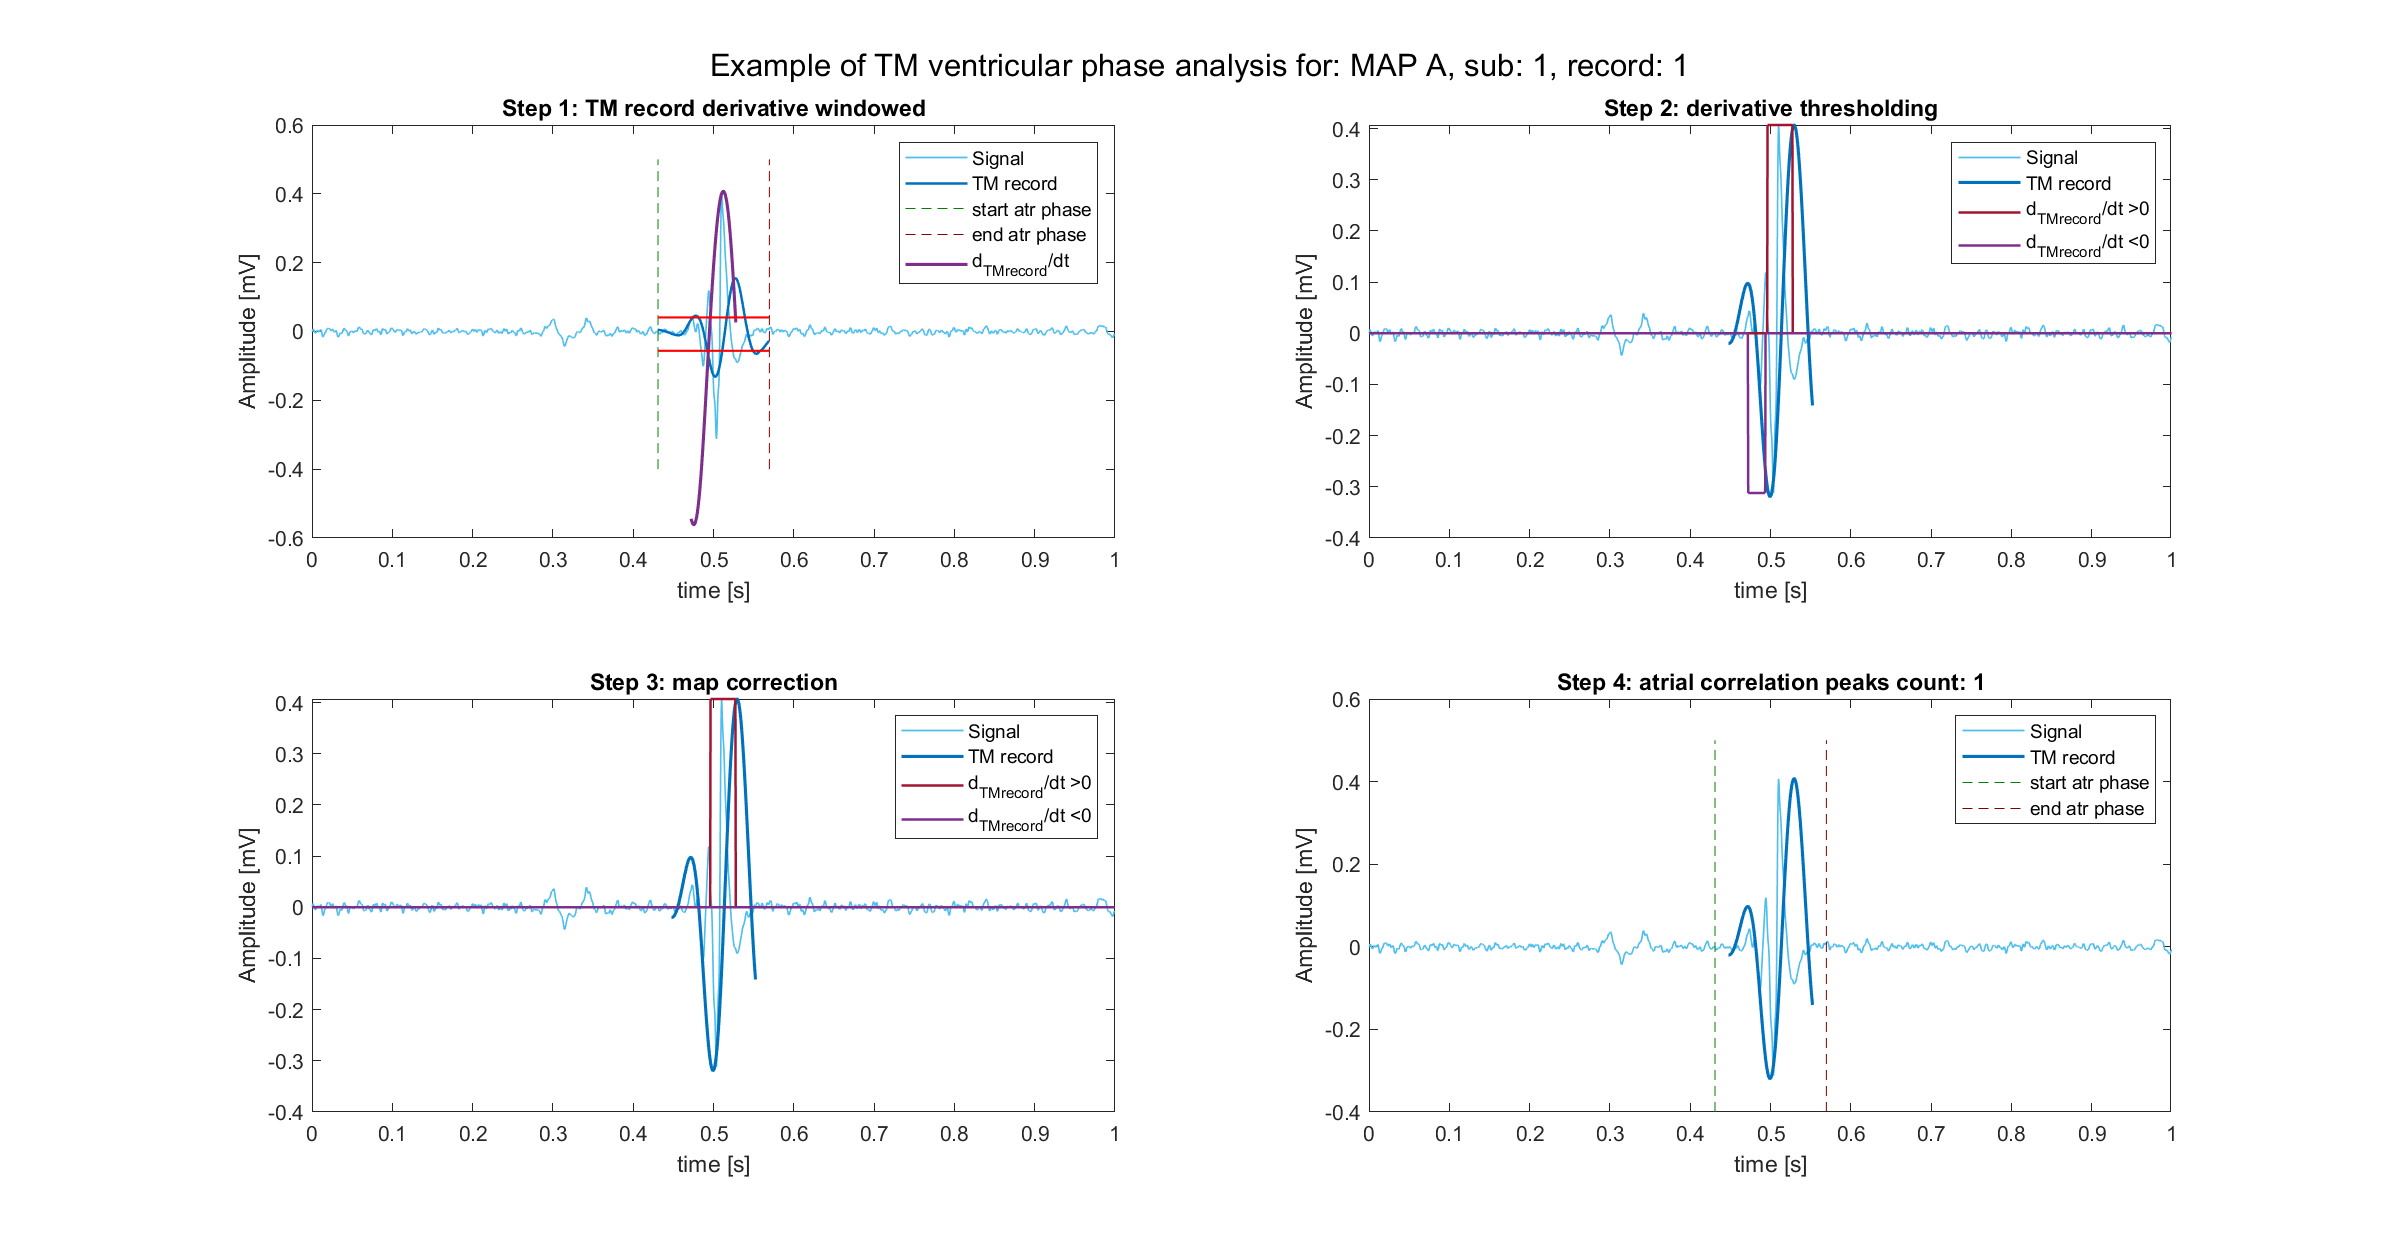 Example of TM ventricular phase analysis for: MAP A, sub: 1, record: 1
Step 1: TM record derivative windowed
0.6
0.4
0.2
0
-0.2
-0.4
-0.6
Amplitude [mV]
0 0.1 0.2 0.3 0.4 0.5 0.6 0.7 0.8 0.9 1
time [s]
Signal
TM record
start atr phase
end atr phase
dTMrecord/dt
Step 2: derivative thresholding
0.4
0.3
0.2
0.1
0
-0.1
-0.2
-0.3
-0.4
Amplitude [mV]
0 0.1 0.2 0.3 0.4 0.5 0.6 0.7 0.8 0.9 1
time [s]
Signal
TM record
dTMrecord/dt >0
dTMrecord/dt <0
Step 3: map correction
0.4
0.3
0.2
0.1
0
-0.1
-0.2
-0.3
-0.4
Amplitude [mV]
0 0.1 0.2 0.3 0.4 0.5 0.6 0.7 0.8 0.9 1
time [s]
Signal
TM record
dTMrecord/dt >0
dTMrecord/dt <0
Step 4: atrial correlation peaks count: 1
0.6
0.4
0.2
0
-0.2
-0.4
Amplitude [mV]
0 0.1 0.2 0.3 0.4 0.5 0.6 0.7 0.8 0.9 1
time [s]
Signal
TM record
start atr phase
end atr phase